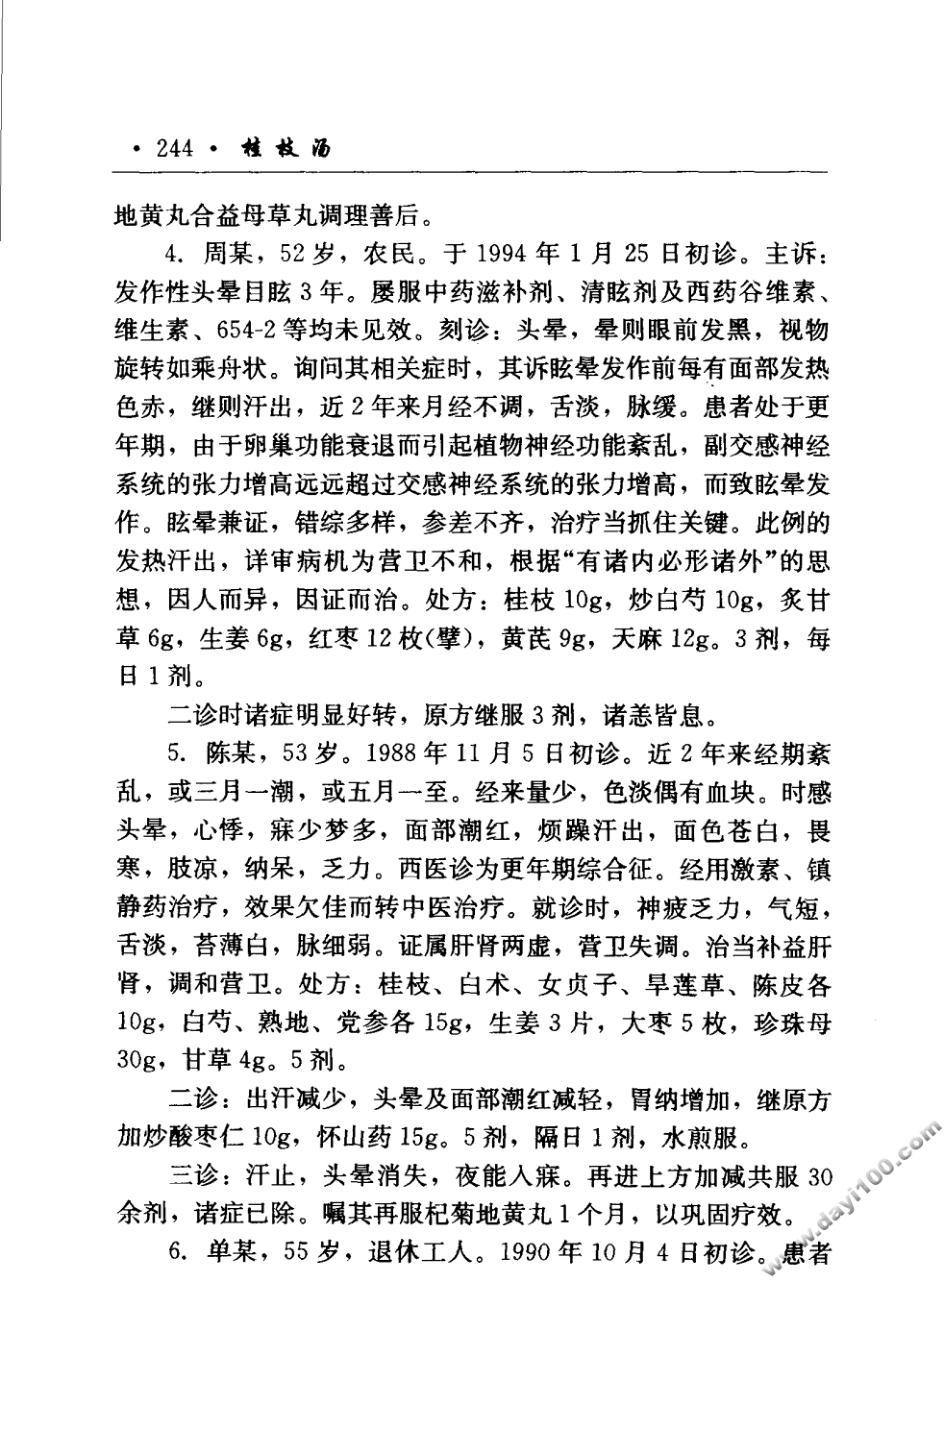 · 244 · 桂枝汤
地黄丸合益母草丸调理善后。
4. 周某，52 岁，农民。于 1994 年 1 月 25 日初诊。主诉：
发作性头晕目眩 3 年。屡服中药滋补剂、清眩剂及西药谷维素、
维生素、654-2 等均未见效。刻诊：头晕，晕则眼前发黑，视物
旋转如乘舟状。询问其相关症时，其诉眩晕发作前每有面部发热
色赤，继则汗出，近 2 年来月经不调，舌淡，脉缓。患者处于更
年期，由于卵巢功能衰退而引起植物神经功能紊乱，副交感神经
系统的张力增高远远超过交感神经系统的张力增高，而致眩晕发
作。眩晕兼证，错综多样，参差不齐，治疗当抓住关键。此例的
发热汗出，详审病机为营卫不和，根据“有诸内必形诸外”的思
想，因人而异，因证而治。处方：桂枝 10g，炒白芍 10g，炙甘
草 6g，生姜 6g，红枣 12 枚(擘)，黄芪 9g，天麻 12g。3 剂，每
日 1 剂。
二诊时诸症明显好转，原方继服 3 剂，诸恙皆息。
5. 陈某，53 岁。1988 年 11 月 5 日初诊。近 2 年来经期紊
乱，或三月一潮，或五月一至。经来量少，色淡偶有血块。时感
头晕，心悸，寐少梦多，面部潮红，烦躁汗出，面色苍白，畏
寒，肢凉，纳呆，乏力。西医诊为更年期综合征。经用激素、镇
静药治疗，效果欠佳而转中医治疗。就诊时，神疲乏力，气短，
舌淡，苔薄白，脉细弱。证属肝肾两虚，营卫失调。治当补益肝
肾，调和营卫。处方：桂枝、白术、女贞子、旱莲草、陈皮各
10g，白芍、熟地、党参各 15g，生姜 3 片，大枣 5 枚，珍珠母
30g，甘草 4g。5 剂。
二诊：出汗减少，头晕及面部潮红减轻，胃纳增加，继原方
加炒酸枣仁 10g，怀山药 15g。5 剂，隔日 1 剂，水煎服。
三诊：汗止，头晕消失，夜能入寐。再进上方加减共服 30
余剂，诸症已除。嘱其再服杞菊地黄丸 1 个月，以巩固疗效。
6. 单某，55 岁，退休工人。1990 年 10 月 4 日初诊。患者
www.dayi100.com